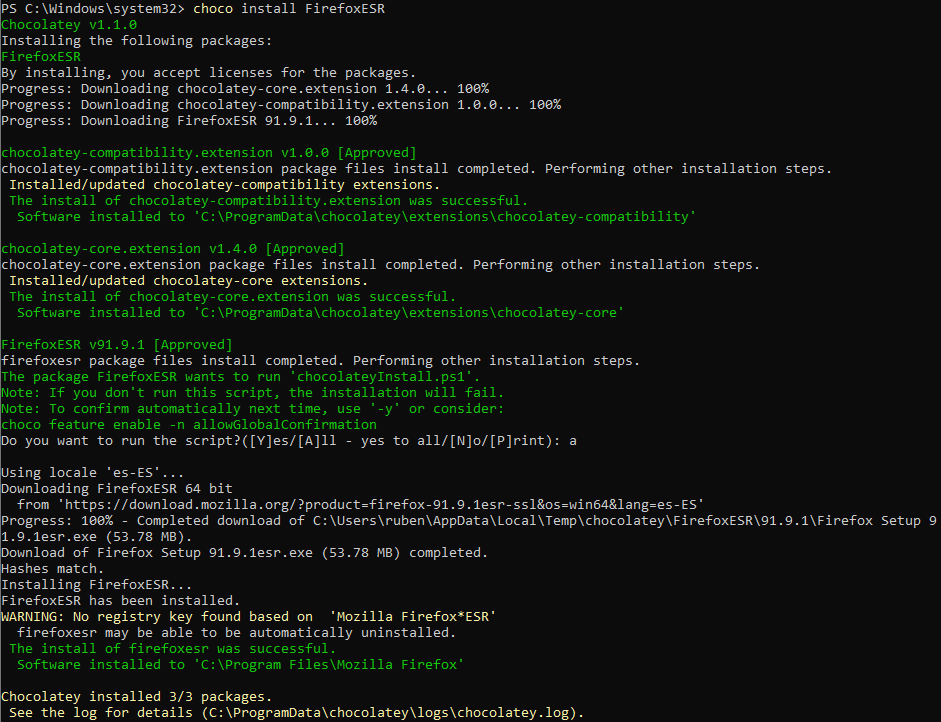 PS C:\Windows\system32> choco install FirefoxESR
Chocolatey v1.1.0
Installing the following packages:
FirefoxESR
By installing, you accept licenses for the packages.
Progress: Downloading chocolatey-core.extension 1.4.0... 100%
Progress: Downloading chocolatey-compatibility.extension 1.0.0... 100%
Progress: Downloading FirefoxESR 91.9.1... 100%

chocolatey-compatibility.extension v1.0.0 [Approved]
chocolatey-compatibility.extension package files install completed. Performing other installation steps.
 Installed/updated chocolatey-compatibility extensions.
 The install of chocolatey-compatibility.extension was successful.
  Software installed to 'C:\ProgramData\chocolatey\extensions\chocolatey-compatibility'

chocolatey-core.extension v1.4.0 [Approved]
chocolatey-core.extension package files install completed. Performing other installation steps.
 Installed/updated chocolatey-core extensions.
 The install of chocolatey-core.extension was successful.
  Software installed to 'C:\ProgramData\chocolatey\extensions\chocolatey-core'

FirefoxESR v91.9.1 [Approved]
firefoxesr package files install completed. Performing other installation steps.
The package FirefoxESR wants to run 'chocolateyInstall.ps1'.
Note: If you don't run this script, the installation will fail.
Note: To confirm automatically next time, use '-y' or consider:
choco feature enable -n allowGlobalConfirmation
Do you want to run the script?([Y]es/[A]ll - yes to all/[N]o/[P]rint): a

Using locale 'es-ES'...
Downloading FirefoxESR 64 bit
  from 'https://download.mozilla.org/?product=firefox-91.9.1esr-ssl&os=win64&lang=es-ES'
Progress: 100% - Completed download of C:\Users\ruben\AppData\Local\Temp\chocolatey\FirefoxESR\91.9.1\Firefox Setup 9
1.9.1esr.exe (53.78 MB).
Download of Firefox Setup 91.9.1esr.exe (53.78 MB) completed.
Hashes match.
Installing FirefoxESR...
FirefoxESR has been installed.
WARNING: No registry key found based on  'Mozilla Firefox*ESR'
  firefoxesr may be able to be automatically uninstalled.
 The install of firefoxesr was successful.
  Software installed to 'C:\Program Files\Mozilla Firefox'

Chocolatey installed 3/3 packages.
 See the log for details (C:\ProgramData\chocolatey\logs\chocolatey.log).